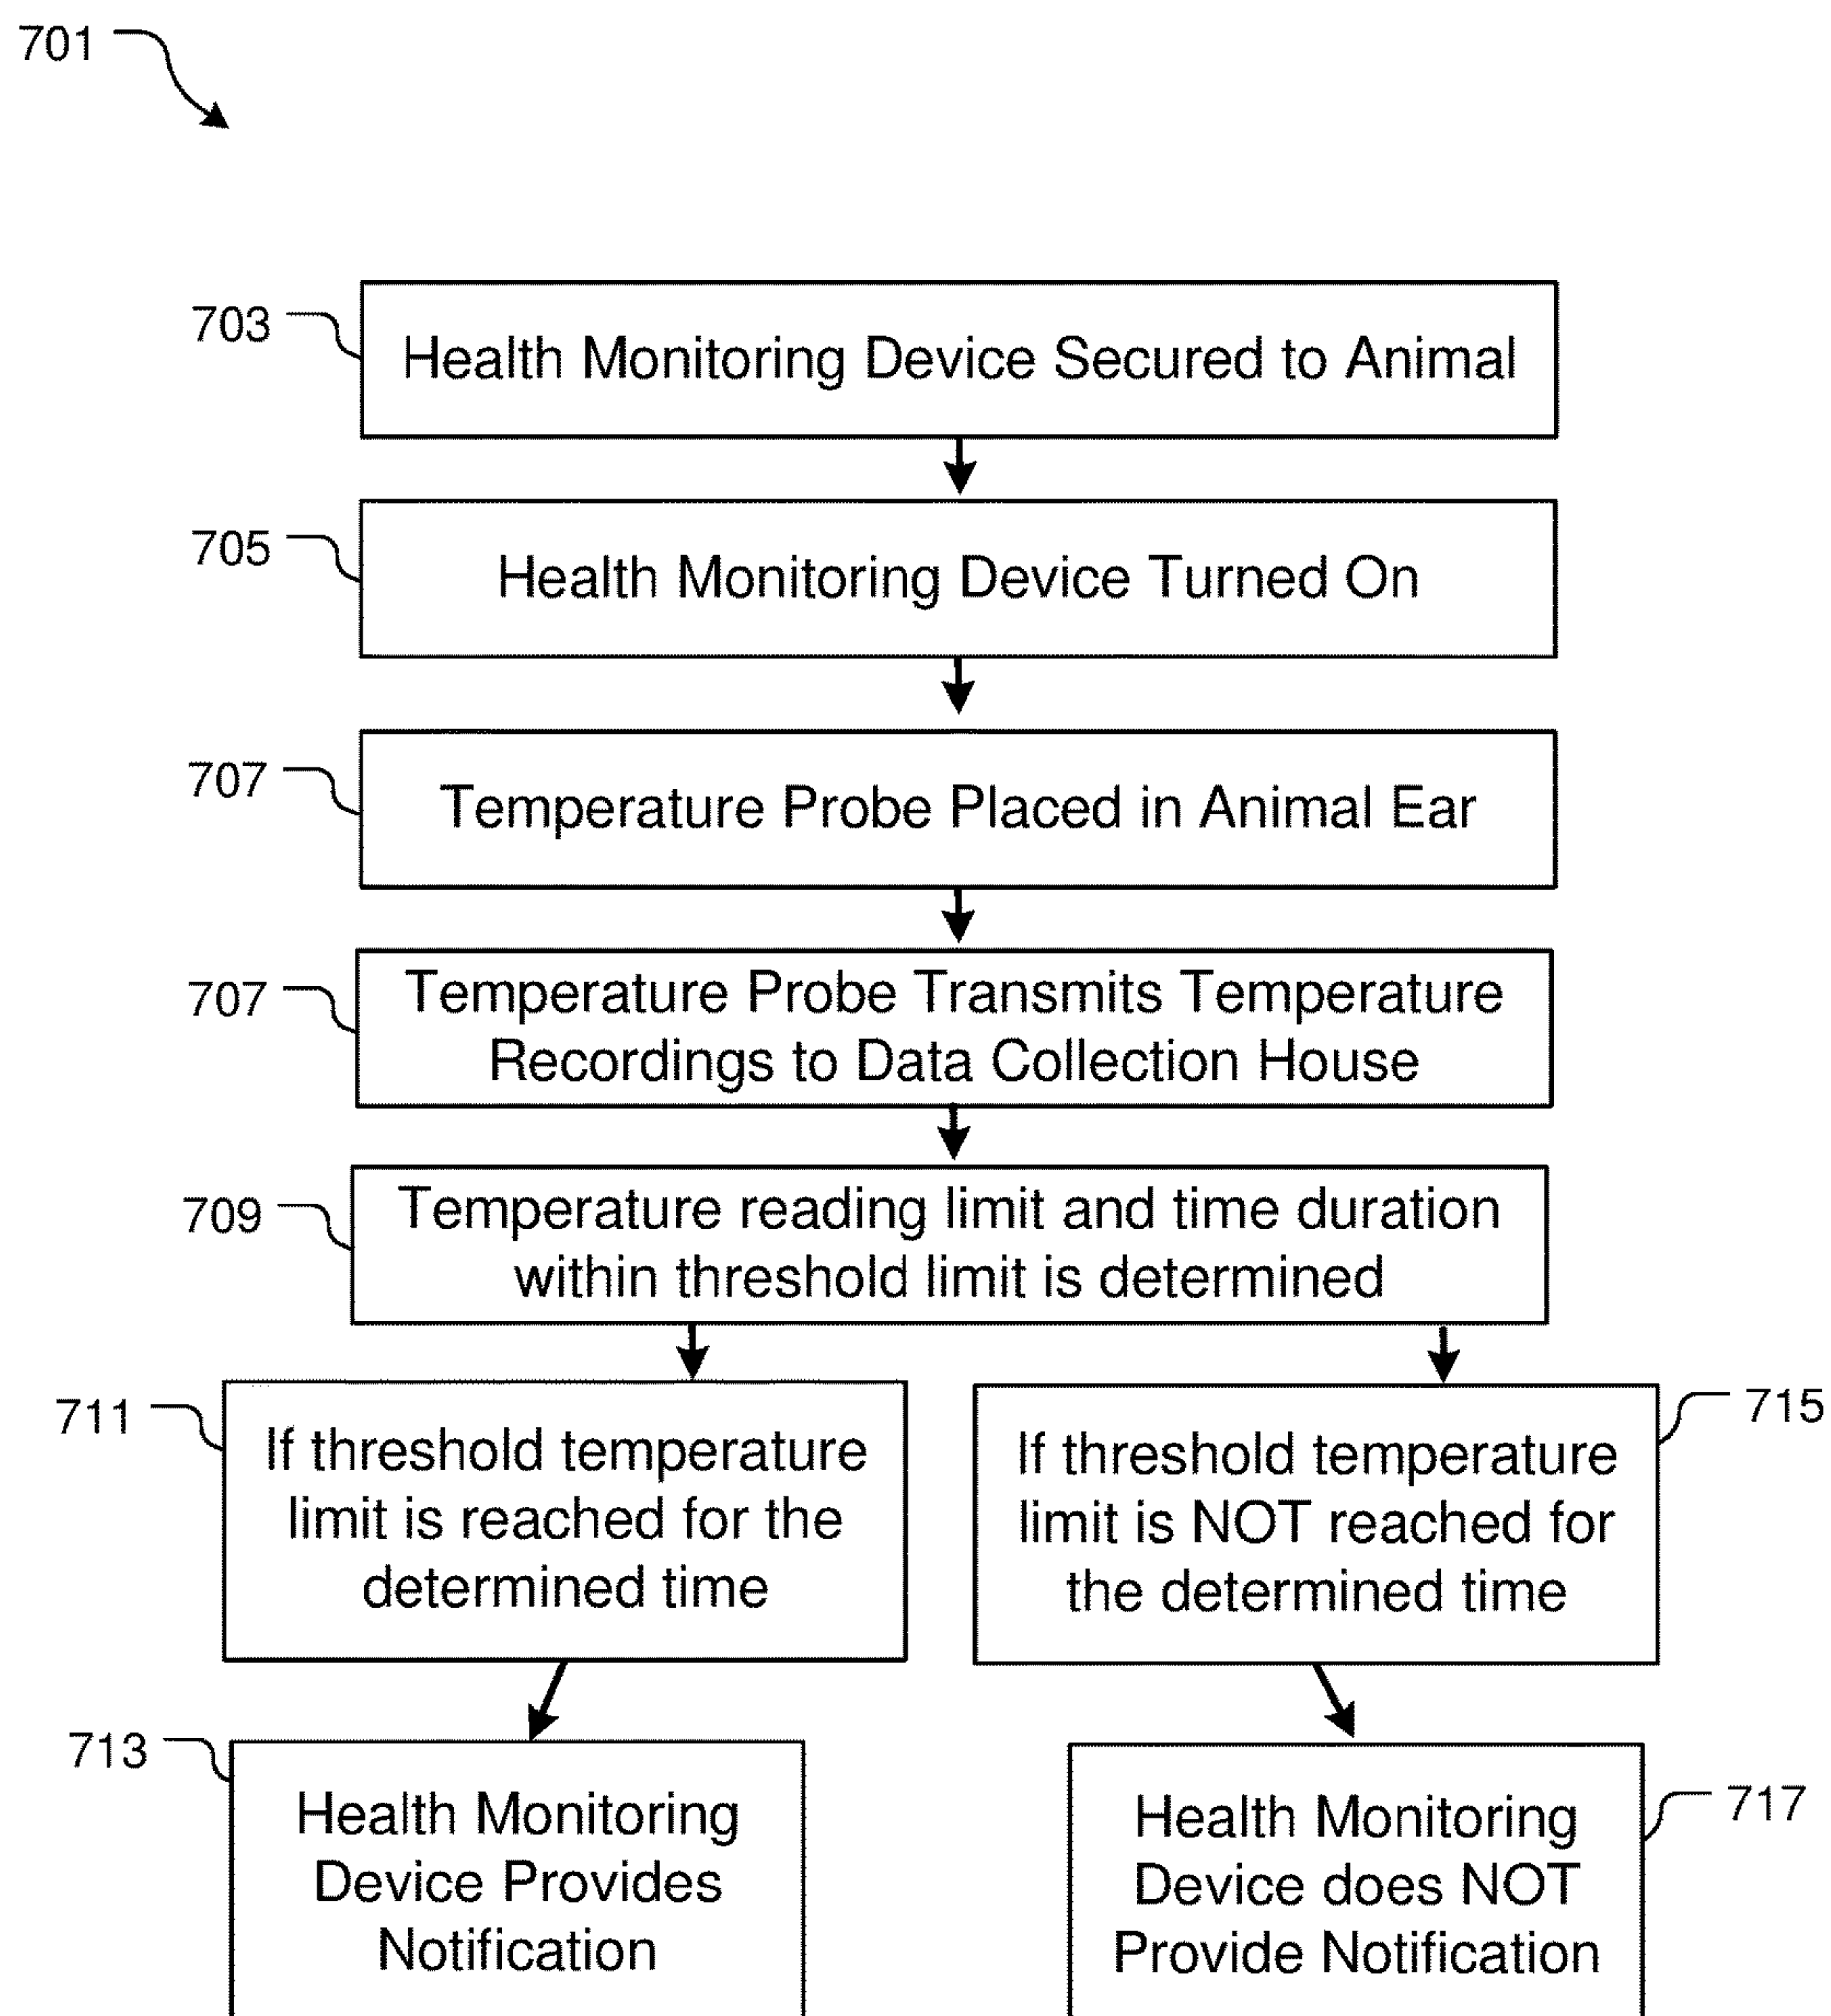 701
703
Health Monitoring Device Secured to Animal
705
Health Monitoring Device Turned On
707
Temperature Probe Placed in Animal Ear
707
Temperature Probe Transmits Temperature
Recordings to Data Collection House
709
Temperature reading limit and time duration
within threshold limit is determined
711
If threshold temperature
limit is reached for the
determined time
715
If threshold temperature
limit is NOT reached for
the determined time
713
Health Monitoring
Device Provides
Notification
717
Health Monitoring
Device does NOT
Provide Notification